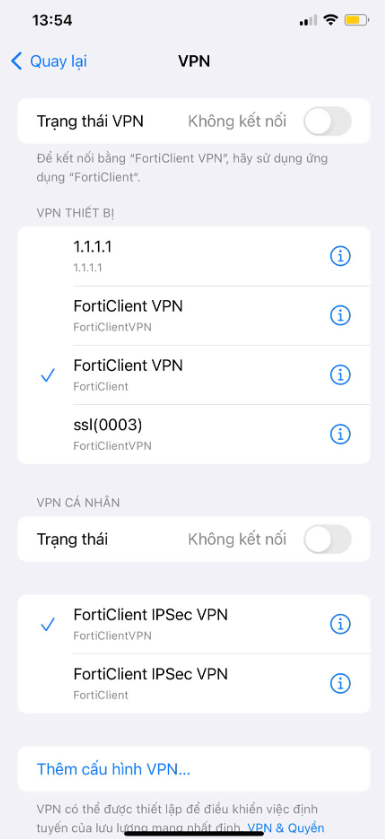 13:54
Quay lại
VPN
Trạng thái VPN Không kết nối
Để kết nối bằng “FortiClient VPN”, hãy sử dụng ứng
dụng “FortiClient“.
VPN THIẾT BỊ
1.1.1.1
1.1.1.1
FortiClient VPN
FortiClientVPN
FortiClient VPN
FortiClient
ssl(0003)
FortiClientVPN
VPN CÁ NHÂN
Trạng thái Không kết nối
FortiClient IPSec VPN
FortiClientVPN
FortiClient IPSec VPN
FortiClient
Thêm cấu hình VPN...
VPN có thể được thiết lập để điều khiển việc định
tuyến của lưu lượng mạng nhất định. VPN & Quyền